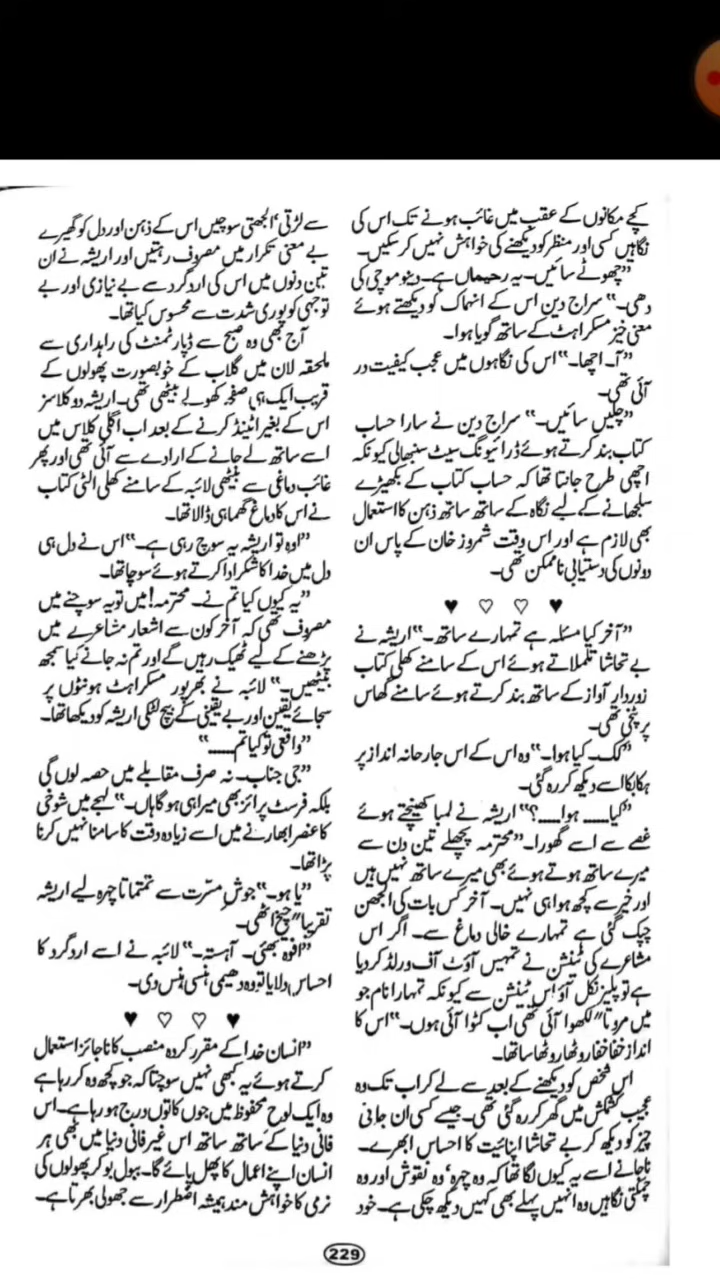 کچے مکانوں کے عقب میں غائب ہونے تک اس کی
نگاہیں کسی اور منظر کو دیکھنے کی خواہش نہیں کرسکیں۔
”چھوٹے سائیں۔ یہ رحیماں ہے۔ دینو موچی کی
دھی۔“ سراج دین اس کے انہماک کو دیکھتے ہوئے
معنی خیز مسکراہٹ کے ساتھ گویا ہوا۔
”آ۔ اچھا۔“ اس کی نگاہوں میں عجب کیفیت در
آئی تھی۔
”چلیں سائیں۔“ سراج دین نے سارا حساب
کتاب بند کرتے ہوئے ڈرائیونگ سیٹ سنبھالی کیونکہ
اچھی طرح جانتا تھا کہ حساب کتاب کے بکھیڑے
سلجھانے کے لیے نگاہ کے ساتھ ساتھ ذہن کا استعمال
بھی لازم ہے اور اس وقت شمروز خان کے پاس ان
دونوں کی دستیابی ناممکن تھی۔
♥ ♡ ♡ ♥
”آخر کیا مسئلہ ہے تمہارے ساتھ۔“ اریشہ نے
بے تحاشا تلملاتے ہوئے اس کے سامنے کھلی کتاب
زوردار آواز کے ساتھ بند کرتے ہوئے سامنے گھاس
پر پٹخی تھی۔
”کک۔ کیا ہوا۔“ وہ اس کے اس جارحانہ انداز پر
ہکا بکا اسے دیکھ کر رہ گئی۔
”کیا۔۔۔۔ ہوا۔۔۔۔؟“ اریشہ نے لمبا کھینچتے ہوئے
غصے سے اسے گھورا۔ ”محترمہ پچھلے تین دن سے
میرے ساتھ ہوتے ہوئے بھی میرے ساتھ نہیں ہیں
اور خیر سے کچھ ہوا ہی نہیں۔ آخر کس بات کی الجھن
چپک گئی ہے تمہارے خالی دماغ سے۔ اگر اس
مشاعرے کی ٹینشن نے تمہیں آؤٹ آف ورلڈ کردیا
ہے تو پلیز نکل آؤ اس ٹینشن سے کیونکہ تمہارا نام جو
میں مروتا“ لکھوا آئی تھی اب کٹوا آئی ہوں۔“ اس کا
انداز خفا خفا روٹھا روٹھا سا تھا۔
اس شخص کو دیکھنے کے بعد سے لے کر اب تک وہ
عجیب کشمکش میں گھر کر رہ گئی تھی۔ جیسے کسی ان جانی
چیز کو دیکھ کر بے تحاشا اپنائیت کا احساس ابھرے۔
ناجانے اسے یہ کیوں لگا تھا کہ وہ چہرہ‘ وہ نقوش اور وہ
چمکتی نگاہیں وہ انہیں پہلے بھی کہیں دیکھ چکی ہے۔ خود
سے لڑتی‘ الجھتی سوچیں اس کے ذہن اور دل کو گھیرے
بے معنی تکرار میں مصروف رہتیں اور اریشہ نے ان
تین دنوں میں اس کی اردگرد سے بے نیازی اور بے
توجہی کو پوری شدت سے محسوس کیا تھا۔
آج بھی وہ صبح سے ڈپارٹمنٹ کی راہداری سے
ملحقہ لان میں گلاب کے خوبصورت پھولوں کے
قریب ایک ہی صفحہ کھولے بیٹھی تھی۔ اریشہ دو کلاسز
اس کے بغیر اٹینڈ کرنے کے بعد اب اگلی کلاس میں
اسے ساتھ لے جانے کے ارادے سے آئی تھی اور پھر
غائب دماغی سے بیٹھی لائبہ کے سامنے کھلی الٹی کتاب
نے اس کا دماغ گھما ہی ڈالا تھا۔
”اوہ تو اریشہ یہ سوچ رہی ہے۔“ اس نے دل ہی
دل میں خدا کا شکر ادا کرتے ہوئے سوچا تھا۔
”یہ کیوں کیا تم نے۔ محترمہ! میں تو یہ سوچنے میں
مصروف تھی کہ آخر کون سے اشعار مشاعرے میں
پڑھنے کے لیے ٹھیک رہیں گے اور تم نہ جانے کیا سمجھ
بیٹھیں۔“ لائبہ نے بھرپور مسکراہٹ ہونٹوں پر
سجائے یقین اور بے یقینی کے بیچ لٹکی اریشہ کو دیکھا تھا۔
”واقعی تو کیا تم۔۔۔۔“
”جی جناب۔ نہ صرف مقابلے میں حصہ لوں گی
بلکہ فرسٹ پرائز بھی میرا ہی ہوگا ہاں۔“ لہجے میں شوخی
کا عنصر ابھارنے میں اسے زیادہ دقت کا سامنا نہیں کرنا
پڑا تھا۔
”یا ہو۔“ جوش مسرت سے تمتماتا چہرہ لیے اریشہ
تقریبا“ چیخ اٹھی۔
”افوہ بھئی۔ آہستہ۔“ لائبہ نے اسے اردگرد کا
احساس دلایا تو وہ دھیمی ہنسی ہنس دی۔
♥ ♡ ♡ ♥
”انسان خدا کے مقرر کردہ منصب کا ناجائز استعمال
کرتے ہوئے یہ کبھی نہیں سوچتا کہ جو کچھ وہ کر رہا ہے
وہ ایک لوح محفوظ میں جوں کا توں درج ہو رہا ہے۔ اس
فانی دنیا کے ساتھ ساتھ اس غیر فانی دنیا میں بھی ہر
انسان اپنے اعمال کا پھل پائے گا۔ ببول بو کر پھولوں کی
نرمی کا خواہش مند ہمیشہ اضطرار سے جھولی بھرتا ہے۔
229